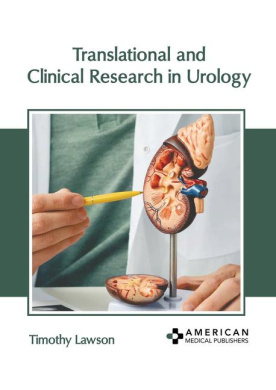 Translational and
Clinical Research in Urology
Timothy Lawson
AMERICAN
MEDICAL PUBLISHERS